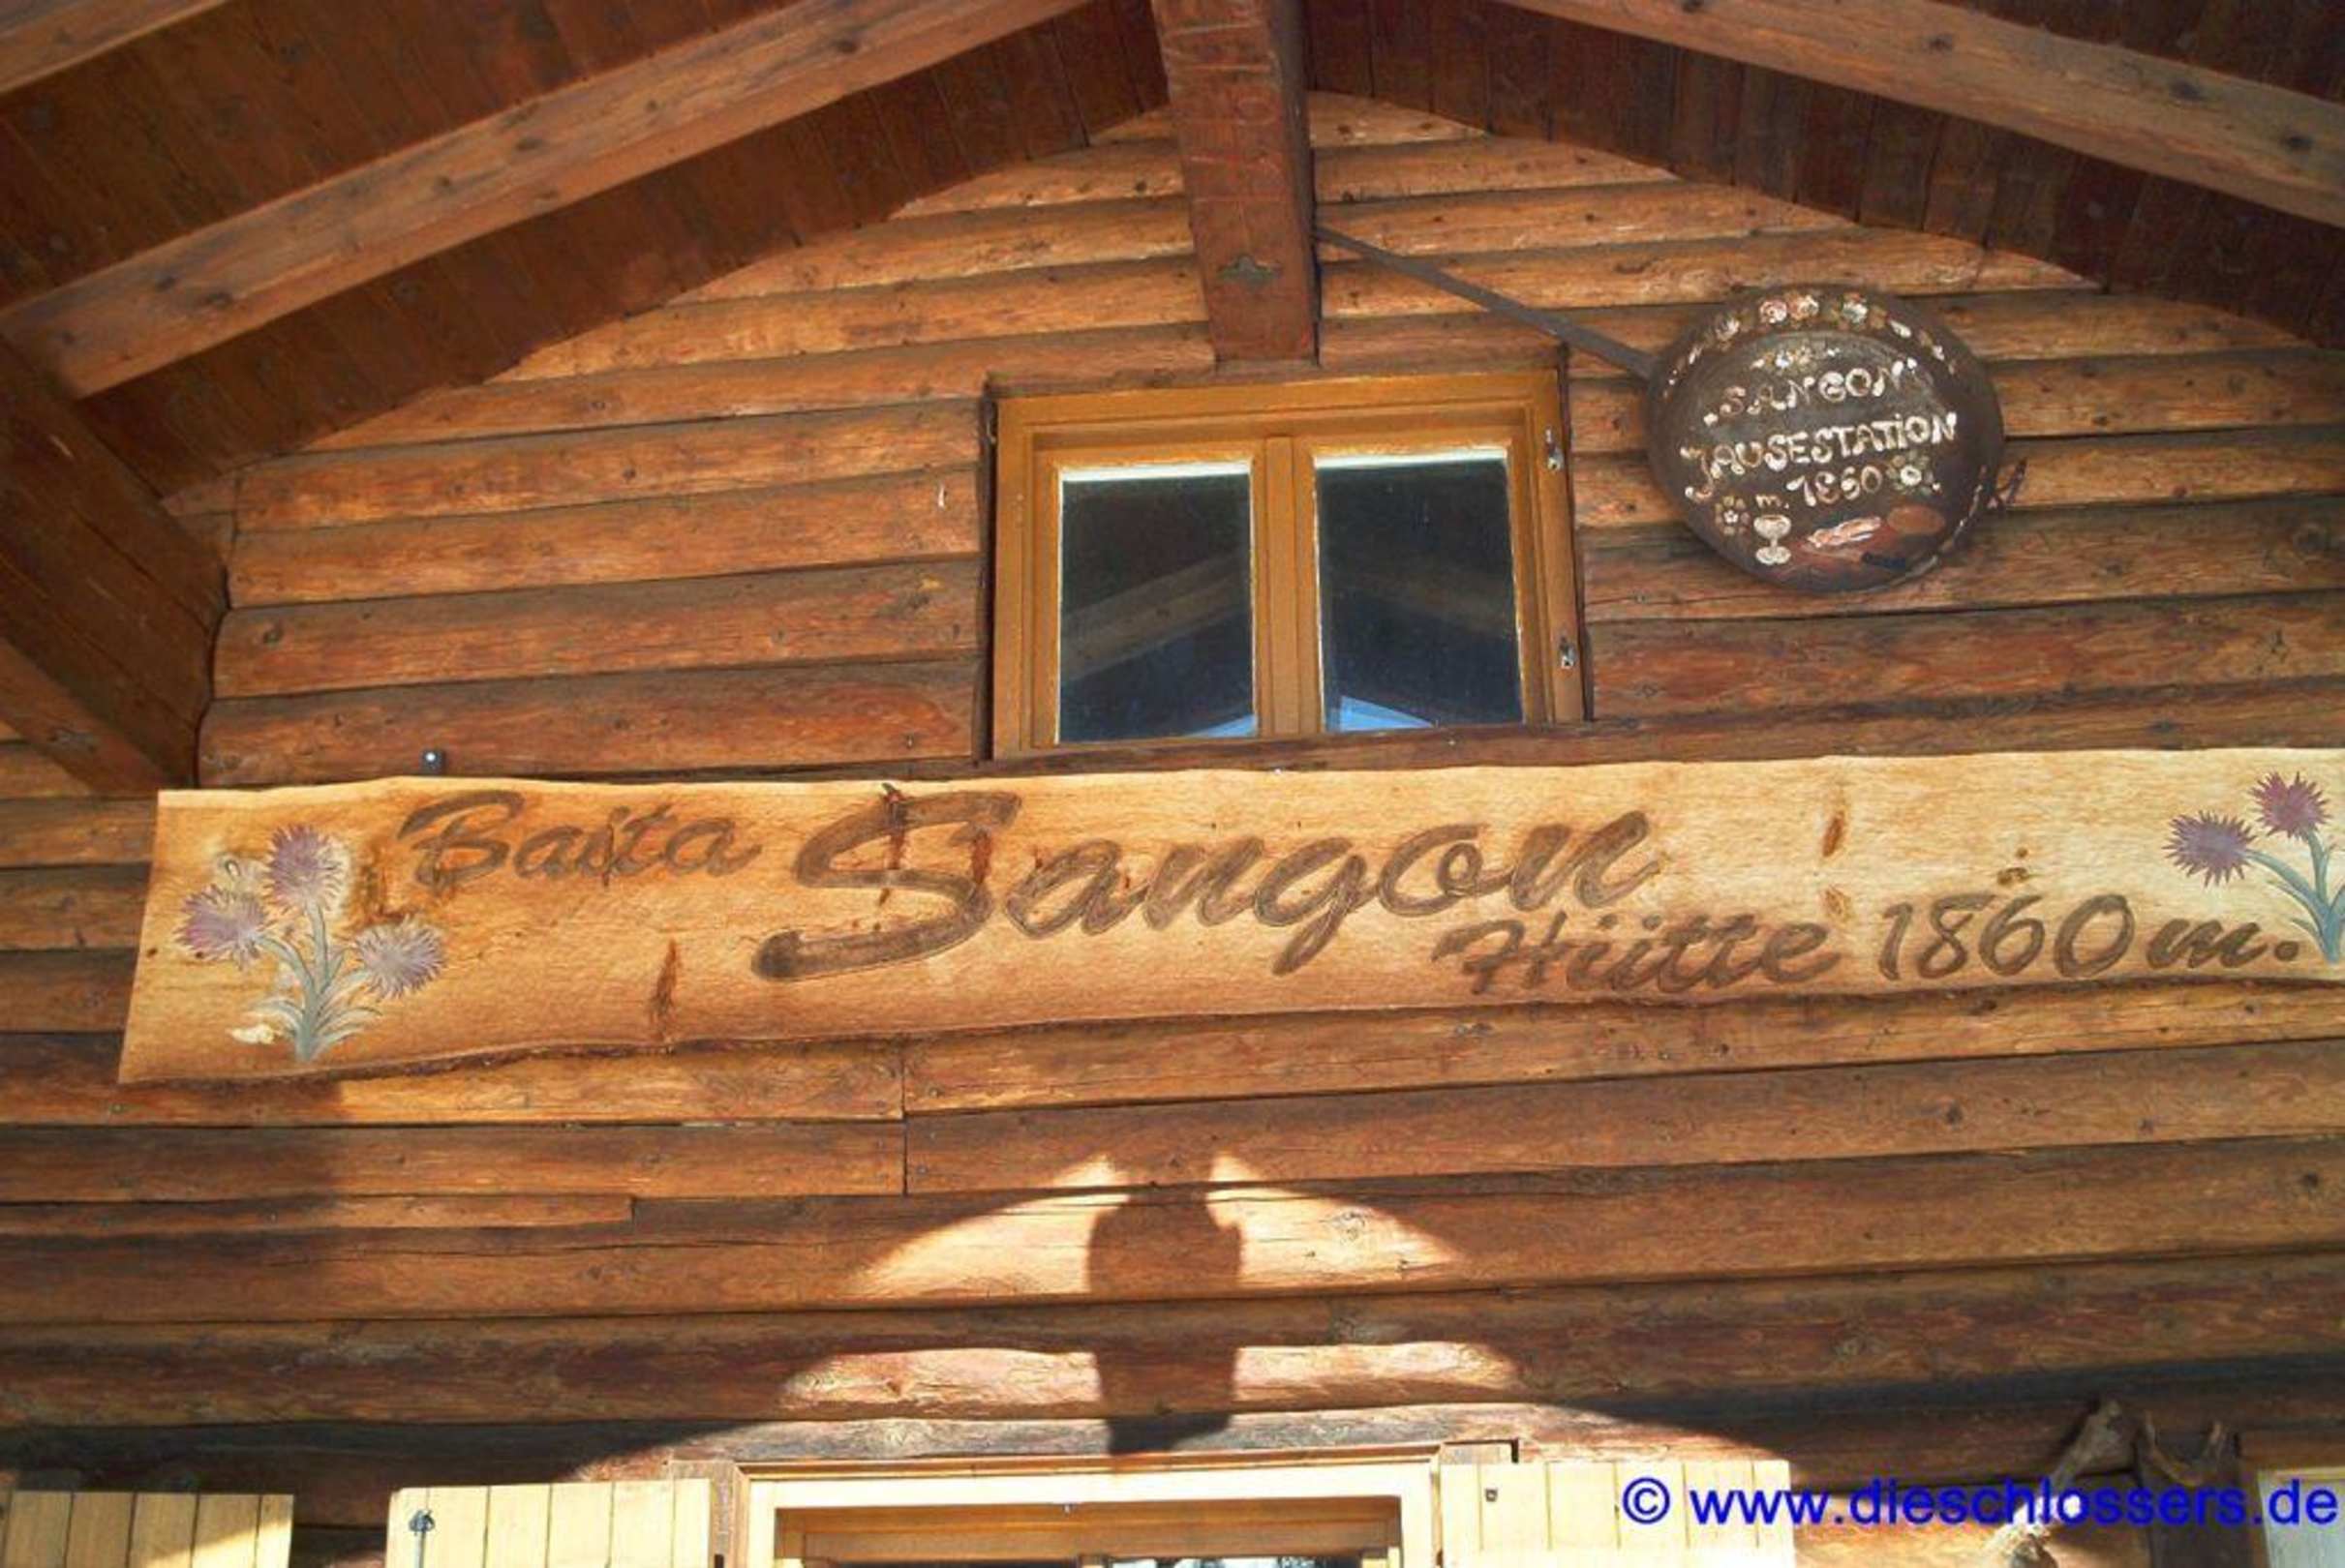 SANGON'S
JAUSESTATION
m. 1860
Baita Sangon
Hütte 1860 m.
© www.dieschlossers.de